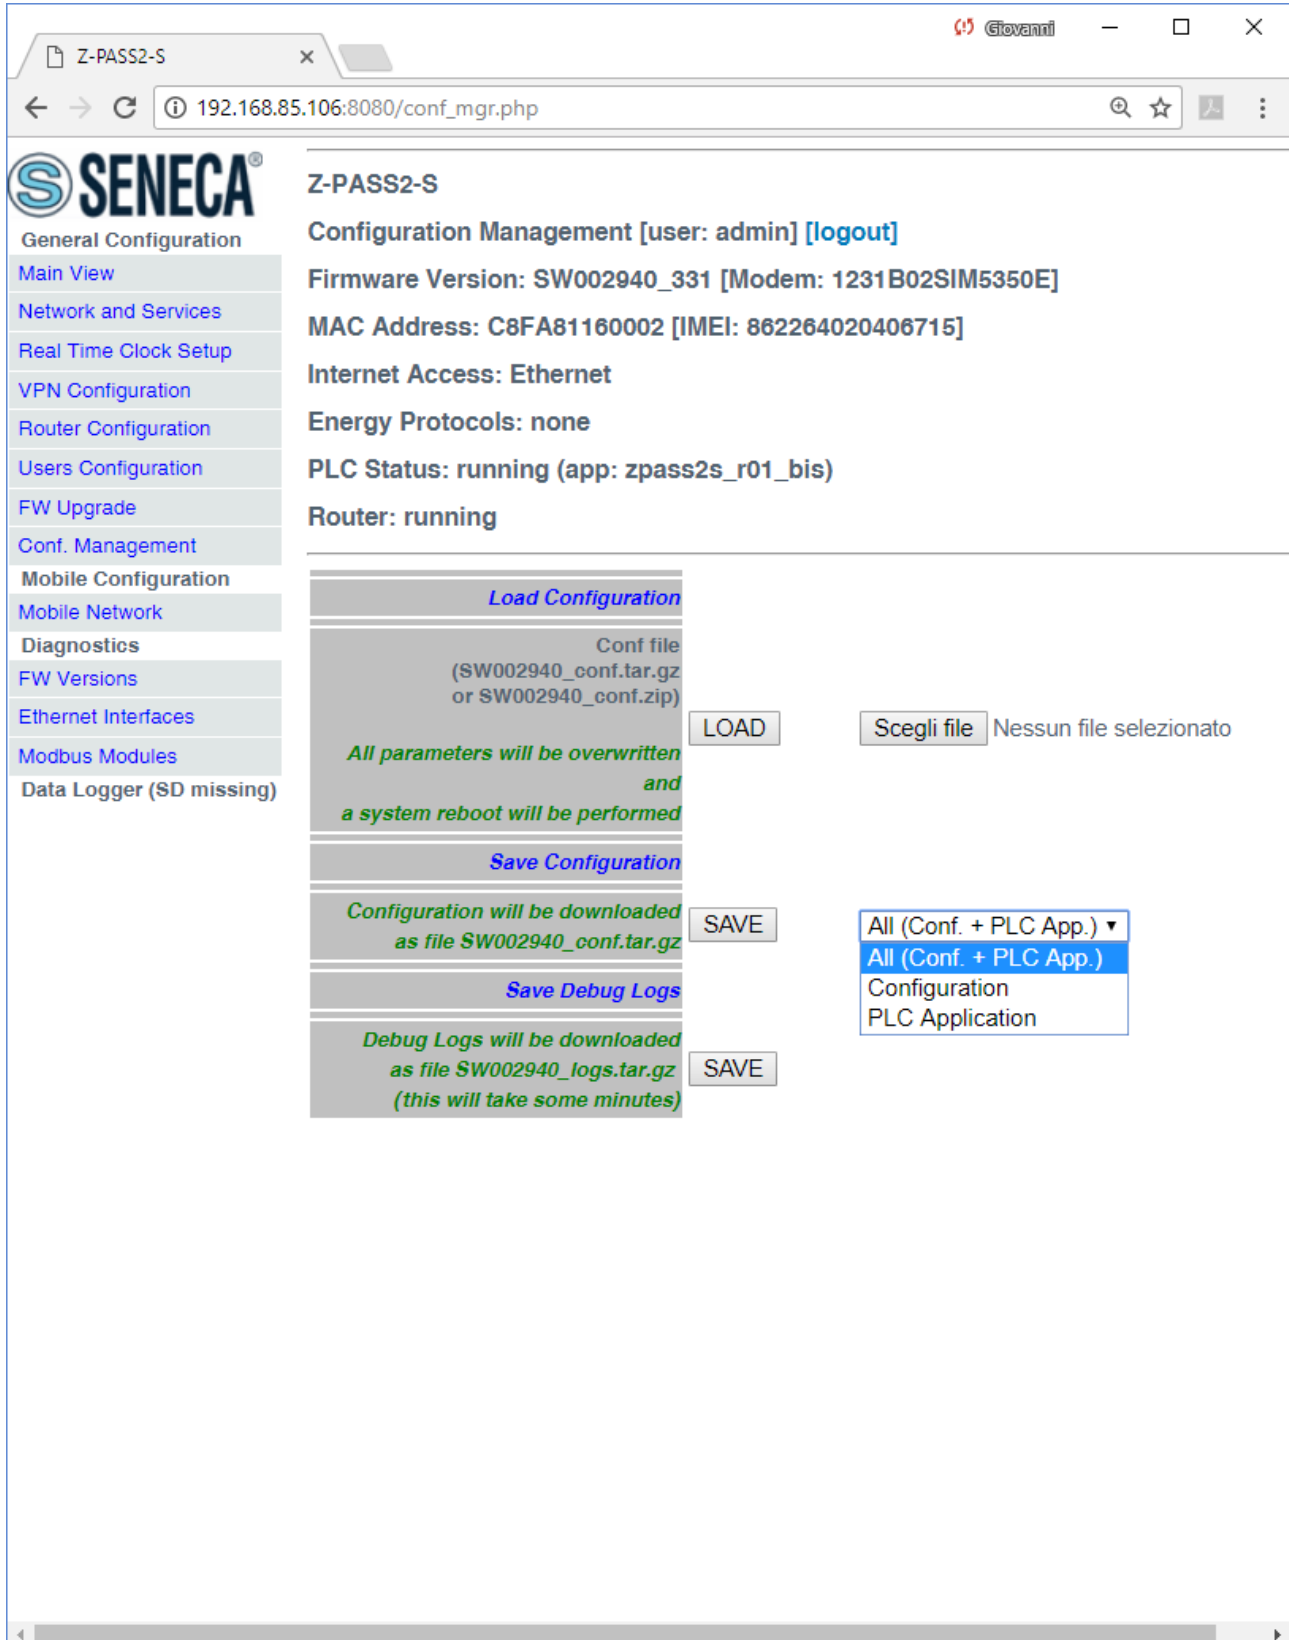 Giovanni
Z-PASS2-S
192.168.85.106:8080/conf_mgr.php
SENECA®
General Configuration
Main View
Network and Services
Real Time Clock Setup
VPN Configuration
Router Configuration
Users Configuration
FW Upgrade
Conf. Management
Mobile Configuration
Mobile Network
Diagnostics
FW Versions
Ethernet Interfaces
Modbus Modules
Data Logger (SD missing)
Z-PASS2-S
Configuration Management [user: admin] [logout]
Firmware Version: SW002940_331 [Modem: 1231B02SIM5350E]
MAC Address: C8FA81160002 [IMEI: 862264020406715]
Internet Access: Ethernet
Energy Protocols: none
PLC Status: running (app: zpass2s_r01_bis)
Router: running
Load Configuration
Conf file
(SW002940_conf.tar.gz
or SW002940_conf.zip)
All parameters will be overwritten
and
a system reboot will be performed
LOAD
Scegli file Nessun file selezionato
Save Configuration
Configuration will be downloaded
as file SW002940_conf.tar.gz
SAVE
All (Conf. + PLC App.)
All (Conf. + PLC App.)
Configuration
PLC Application
Save Debug Logs
Debug Logs will be downloaded
as file SW002940_logs.tar.gz
(this will take some minutes)
SAVE